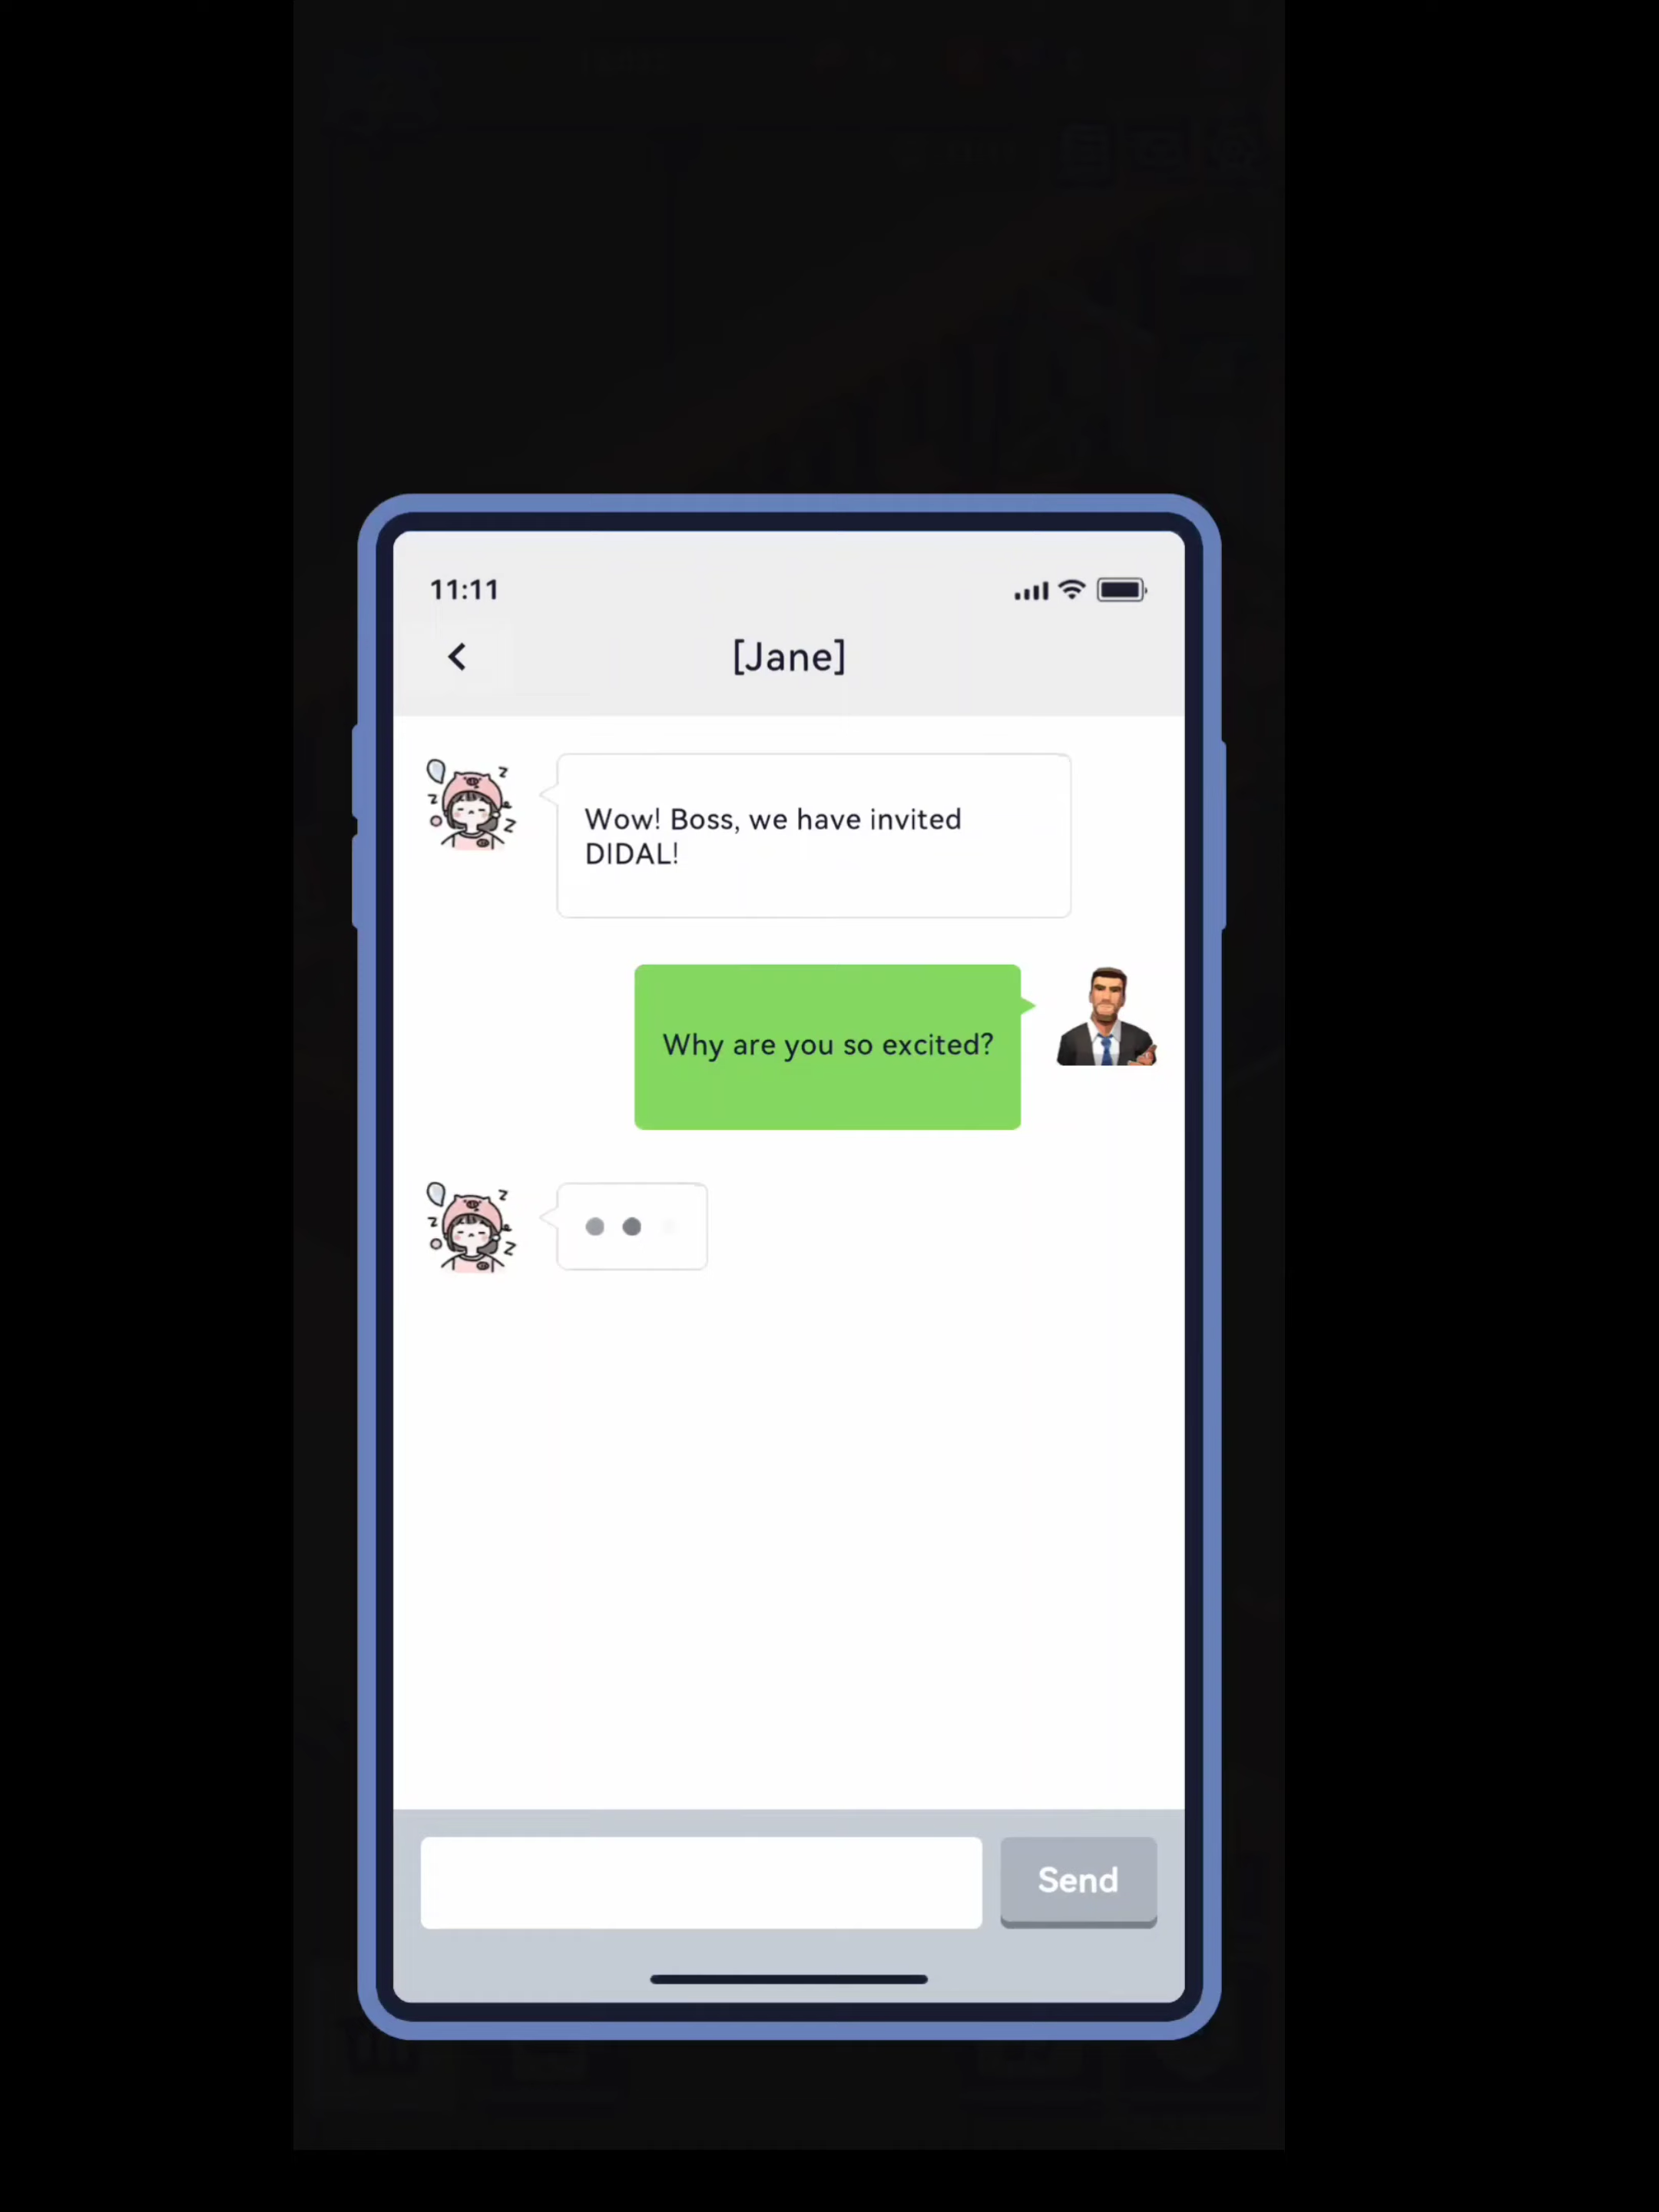 11:11
[Jane]
Wow! Boss, we have invited
DIDAL!
Why are you so excited?
Send